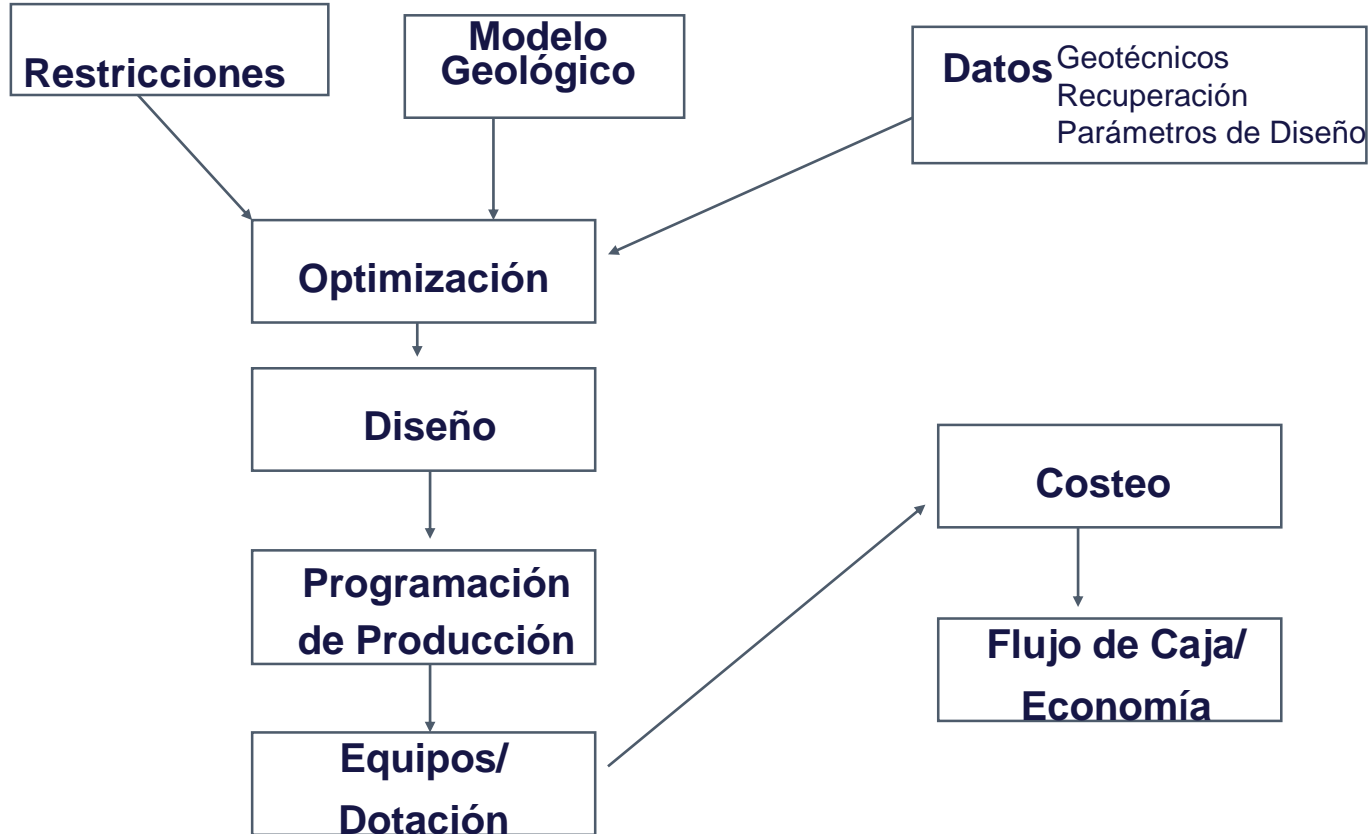 Restricciones
Modelo
Geológico
Datos
Geotécnicos
Recuperación
Parámetros de Diseño
Optimización
Diseño
Programación
de Producción
Equipos/
Dotación
Costeo
Flujo de Caja/
Economía